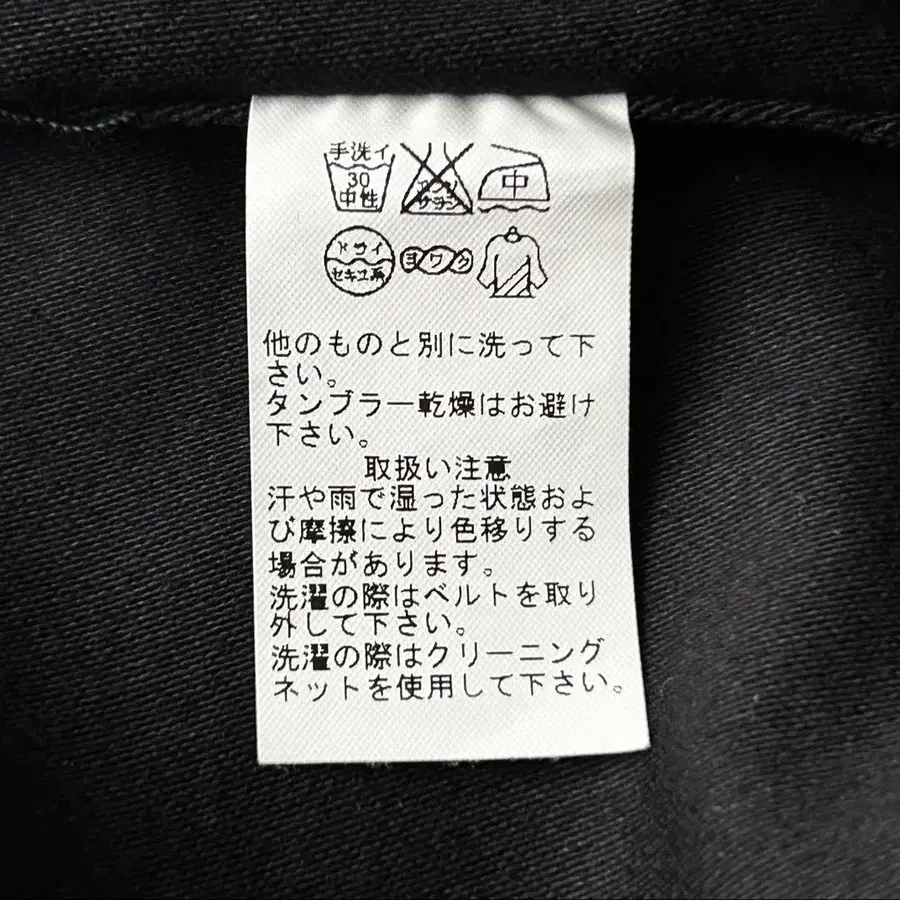 手洗イ
30
中性
エンソ
サラシ
中
ドライ
セキユ系
ヨワク
他のものと別に洗って下
さい。
タンブラー乾燥はお避け
下さい。
取扱い注意
汗や雨で湿った状態およ
び摩擦により色移りする
場合があります。
洗濯の際はベルトを取り
外して下さい。
洗濯の際はクリーニング
ネットを使用して下さい。